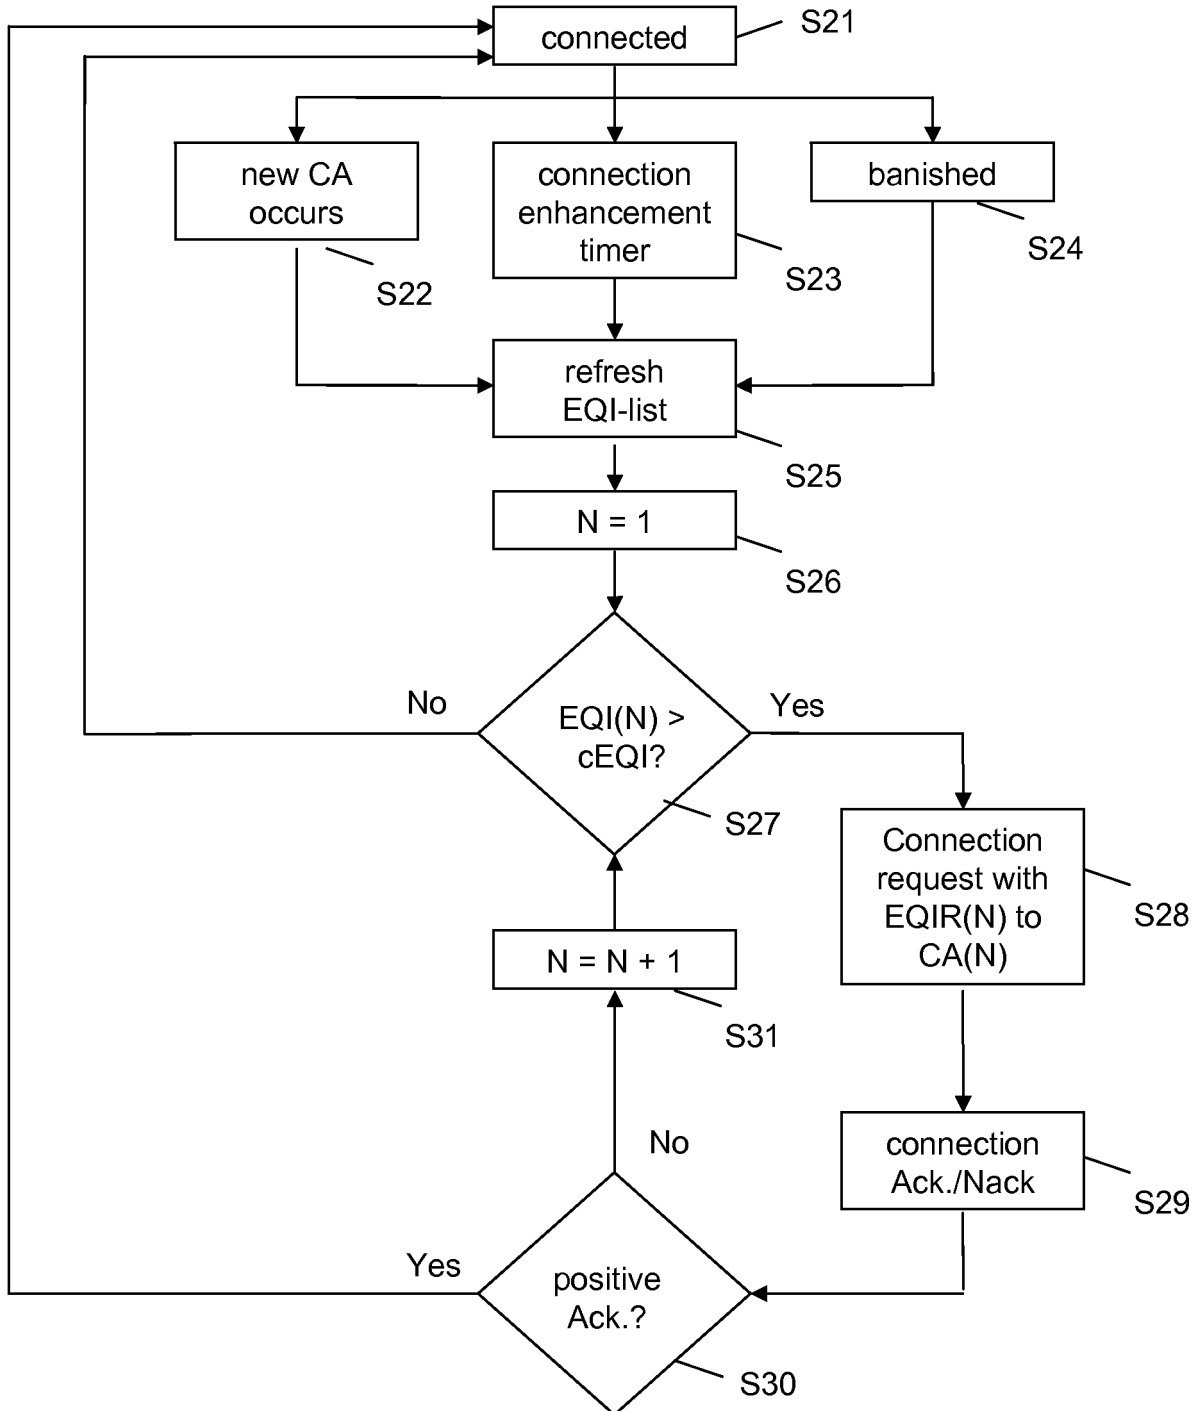 connected
S21
new CA
occurs
S22
connection
enhancement
timer
S23
banished
S24
refresh
EQI-list
S25
N = 1
S26
No
EQI(N) >
cEQI?
Yes
S27
Connection
request with
EQIR(N) to
CA(N)
S28
N = N + 1
S31
connection
Ack./Nack
S29
No
Yes
positive
Ack.?
S30